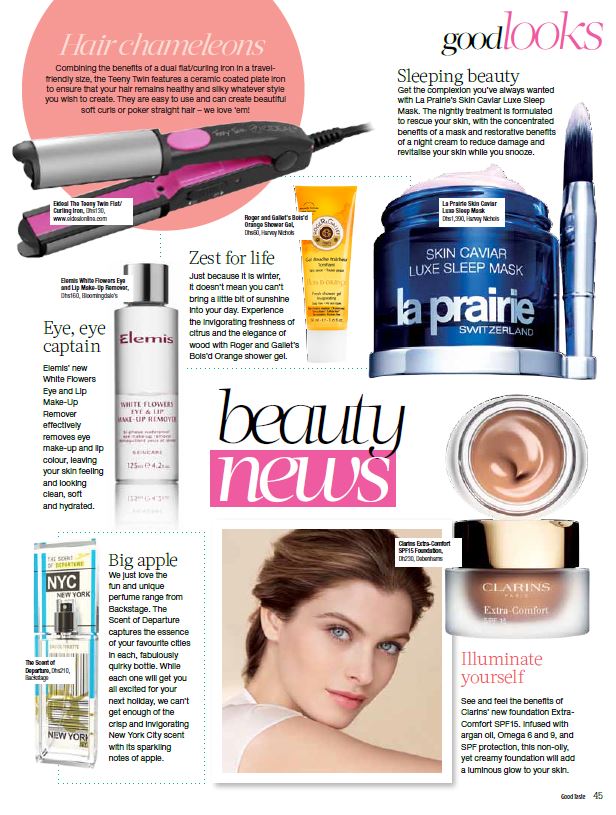 Hair chameleons
Combining the benefits of a dual flat/curling iron in a travel-
friendly size, the Teeny Twin features a ceramic coated plate iron
to ensure that your hair remains healthy and silky whatever style
you wish to create. They are easy to use and can create beautiful
soft curls or poker straight hair – we love 'em!
Eideal The Teeny Twin Flat/
Curling Iron, Dhs130,
www.eidealonline.com
goodlooks
Sleeping beauty
Get the complexion you've always wanted
with La Prairie's Skin Caviar Luxe Sleep
Mask. The nightly treatment is formulated
to rescue your skin, with the concentrated
benefits of a mask and restorative benefits
of a night cream to reduce damage and
revitalise your skin while you snooze.
La Prairie Skin Caviar
Luxe Sleep Mask
Dhs1,390, Harvey Nichols
SKIN CAVIAR
LUXE SLEEP MASK
la prairie
SWITZERLAND
Roger and Gallet's Bois'd
Orange Shower Gel,
Dhs60, Harvey Nichols
Zest for life
Just because it is winter,
it doesn't mean you can't
bring a little bit of sunshine
into your day. Experience
the invigorating freshness of
citrus and the elegance of
wood with Roger and Gallet's
Bois'd Orange shower gel.
Elemis White Flowers Eye
and Lip Make-Up Remover,
Dhs160, Bloomingdale's
Eye, eye
captain
Elemis' new
White Flowers
Eye and Lip
Make-Up
Remover
effectively
removes eye
make-up and lip
colour, leaving
your skin feeling
and looking
clean, soft
and hydrated.
Elemis
WHITE FLOWERS
EYE & LIP
MAKE-UP REMOVER
SKINCARE
125ml e 4.2
beauty
news
THE SCENT
OF DEPARTURE
NYC
NEW YORK
NEW YORK
The Scent of
Departure, Dhs210,
Backstage
Big apple
We just love the
fun and unique
perfume range from
Backstage. The
Scent of Departure
captures the essence
of your favourite cities
in each, fabulously
quirky bottle. While
each one will get you
all excited for your
next holiday, we can't
get enough of the
crisp and invigorating
New York City scent
with its sparkling
notes of apple.
Clarins Extra-Comfort
SPF15 Foundation,
Dh230, Debenhams
CLARINS
PARIS
Extra-Comfort
SPF 15
Illuminate
yourself
See and feel the benefits of
Clarins' new foundation Extra-
Comfort SPF15. Infused with
argan oil, Omega 6 and 9, and
SPF protection, this non-oily,
yet creamy foundation will add
a luminous glow to your skin.
Good Taste 45